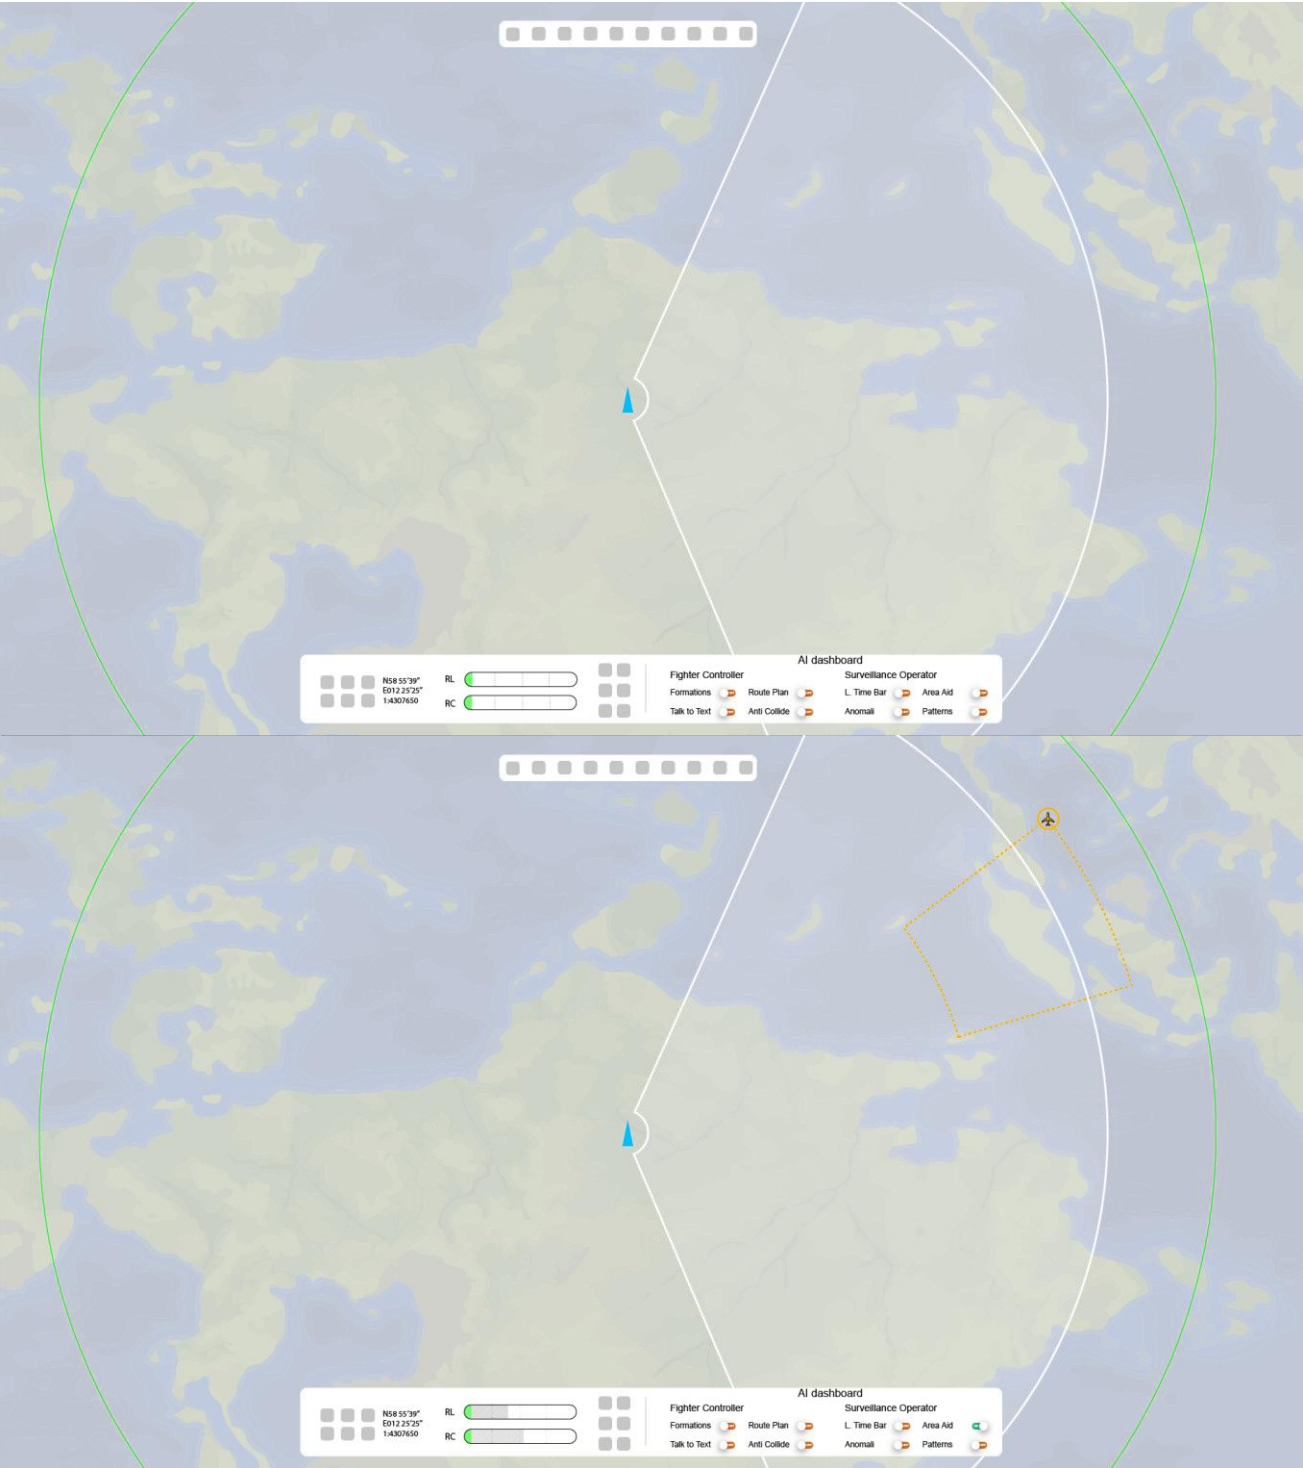 AI dashboard
Fighter Controller
Surveillance Operator
N58 55'39"
E012 25'25"
1:4307650
RL
RC
Formations
Route Plan
L. Time Bar
Area Aid
Talk to Text
Anti Collide
Anomali
Patterns
AI dashboard
Fighter Controller
Surveillance Operator
N58 55'39"
E012 25'25"
1:4307650
RL
RC
Formations
Route Plan
L. Time Bar
Area Aid
Talk to Text
Anti Collide
Anomali
Patterns